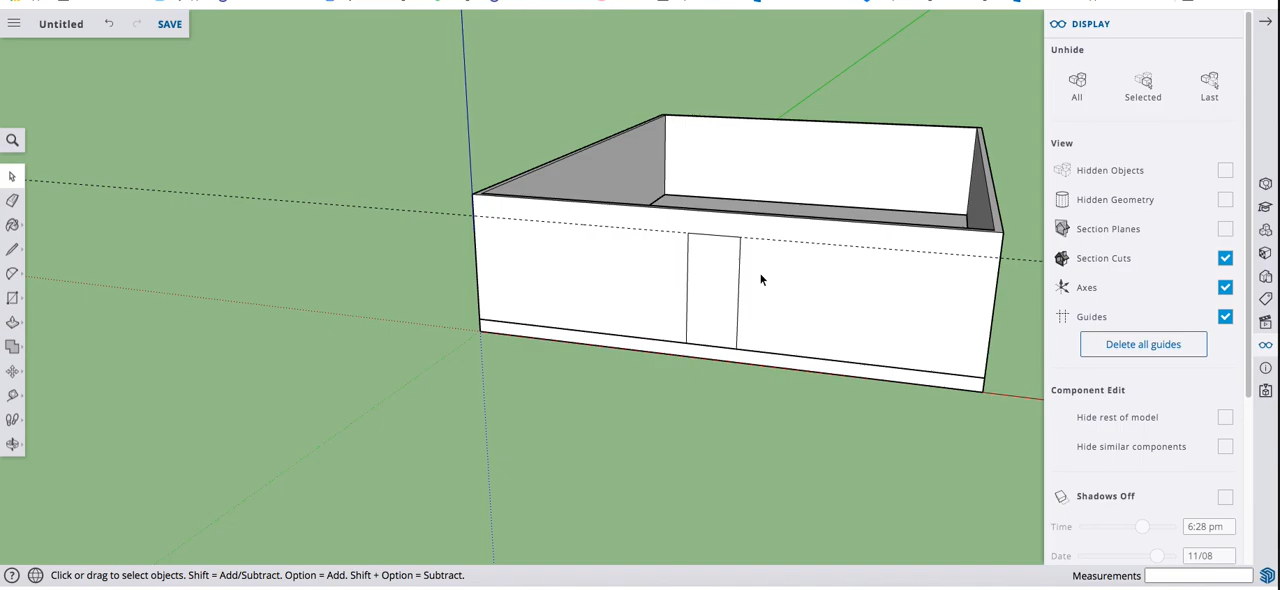 Untitled
SAVE
DISPLAY
Unhide
All
Selected
Last
View
Hidden Objects
Hidden Geometry
Section Planes
Section Cuts
Axes
Guides
Delete all guides
Component Edit
Hide rest of model
Hide similar components
Shadows Off
Time
6:28 pm
Date
11/08
Click or drag to select objects. Shift = Add/Subtract. Option = Add. Shift + Option = Subtract.
Measurements